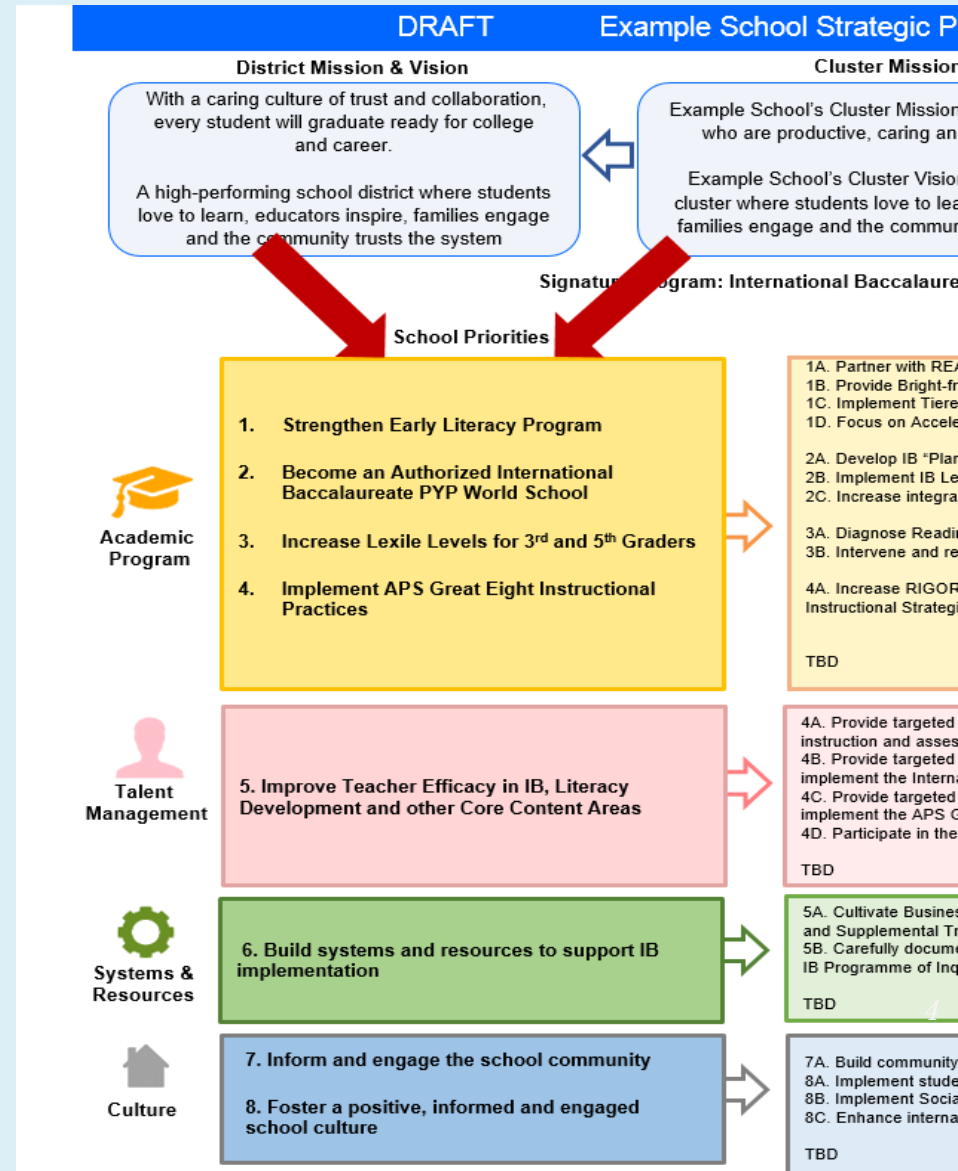 DRAFT Example School Strategic P
District Mission & Vision
With a caring culture of trust and collaboration,
every student will graduate ready for college
and career.
A high-performing school district where students
love to learn, educators inspire, families engage
and the community trusts the system
Cluster Mission
Example School's Cluster Mission
who are productive, caring an
Example School's Cluster Visio
cluster where students love to lea
families engage and the commu
Signatu ogram: International Baccalaure
School Priorities
Academic
Program
1. Strengthen Early Literacy Program
2. Become an Authorized International
Baccalaureate PYP World School
3. Increase Lexile Levels for 3rd and 5th Graders
4. Implement APS Great Eight Instructional
Practices
1A. Partner with REA
1B. Provide Bright-fr
1C. Implement Tiere
1D. Focus on Accele
2A. Develop IB “Plan
2B. Implement IB Le
2C. Increase integra
3A. Diagnose Readi
3B. Intervene and re
4A. Increase RIGOR
Instructional Strategi
TBD
Talent
Management
5. Improve Teacher Efficacy in IB, Literacy
Development and other Core Content Areas
4A. Provide targeted
instruction and asses
4B. Provide targeted
implement the Interna
4C. Provide targeted
implement the APS G
4D. Participate in the
TBD
Systems &
Resources
6. Build systems and resources to support IB
implementation
5A. Cultivate Busines
and Supplemental Tr
5B. Carefully docume
IB Programme of Inq
TBD
4
Culture
7. Inform and engage the school community
8. Foster a positive, informed and engaged
school culture
7A. Build community
8A. Implement stude
8B. Implement Socia
8C. Enhance interna
TBD